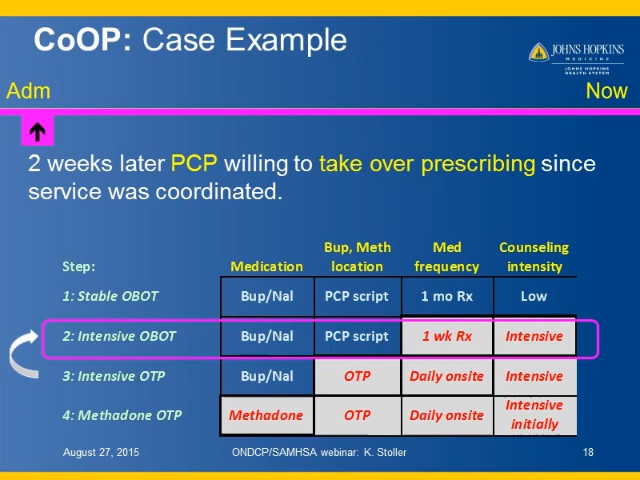 CoOP: Case Example
JOHNS HOPKINS
MEDICINE
JOHNS HOPKINS
HEALTH SYSTEM
Adm
Now
2 weeks later PCP willing to take over prescribing since
service was coordinated.
Bup, Meth Med Counseling
Step: Medication location frequency intensity
1: Stable OBOT Bup/Nal PCP script 1 mo Rx Low
2: Intensive OBOT Bup/Nal PCP script 1 wk Rx Intensive
3: Intensive OTP Bup/Nal OTP Daily onsite Intensive
4: Methadone OTP Methadone OTP Daily onsite Intensive
initially
August 27, 2015 ONDCP/SAMHSA webinar: K. Stoller 18